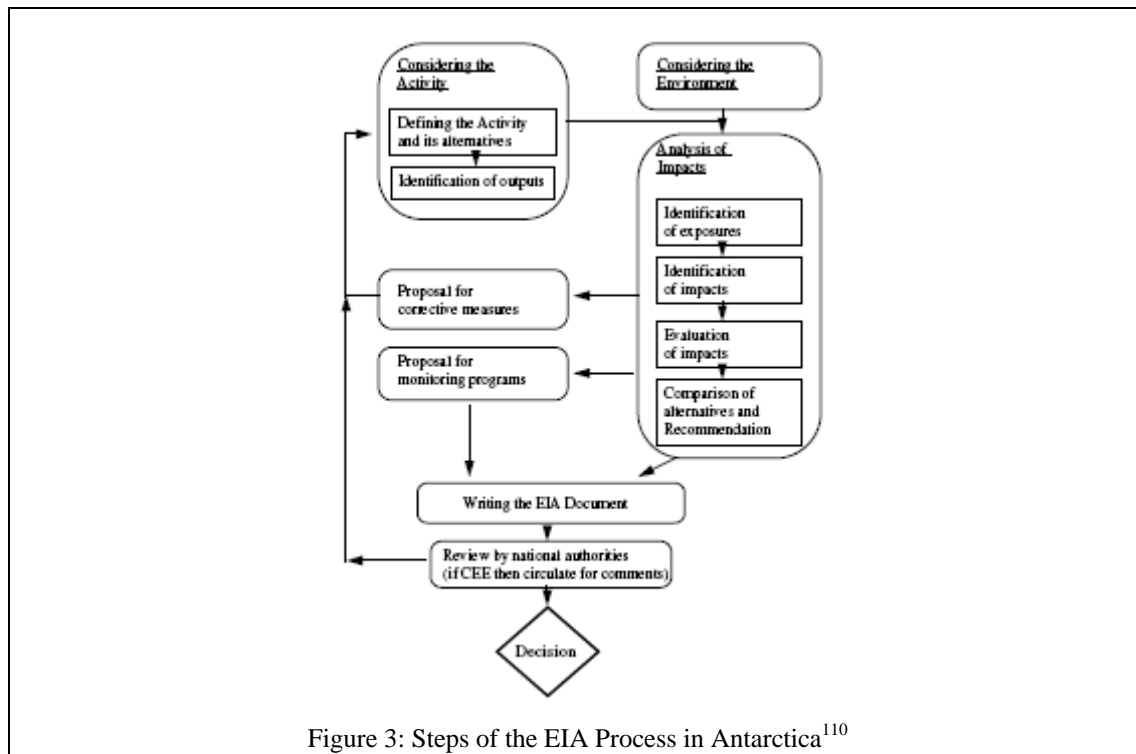 Considering the
Activity
Defining the Activity
and its alternatives
Identification of outputs
Considering the
Environment
Analysis of
Impacts
Identification
of exposures
Identification
of impacts
Evaluation
of impacts
Comparison of
alternatives and
Recommendation
Proposal for
corrective measures
Proposal for
monitoring programs
Writing the EIA Document
Review by national authorities
(if CEE then circulate for comments)
Decision
Figure 3: Steps of the EIA Process in Antarctica110